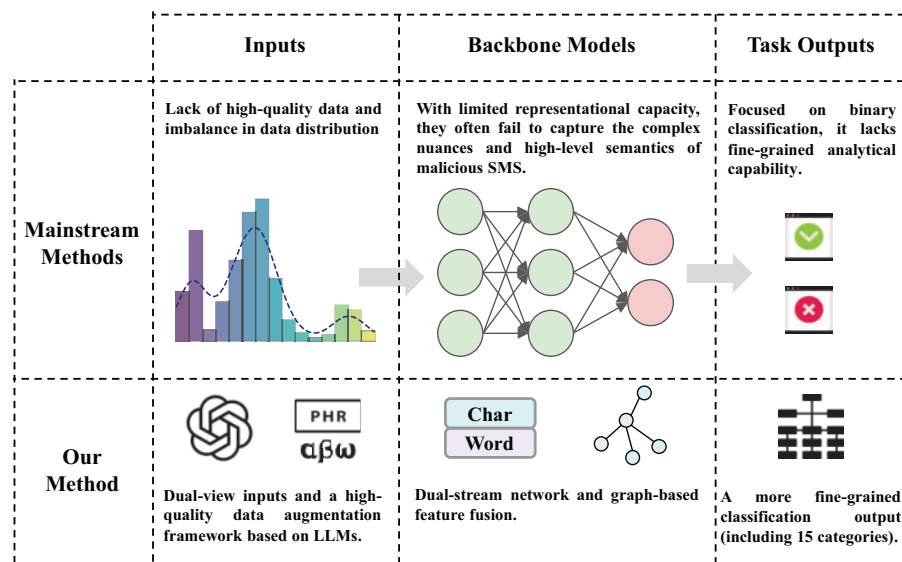 Inputs
Backbone Models
Task Outputs
Mainstream
Methods
Lack of high-quality data and
imbalance in data distribution
With limited representational capacity,
they often fail to capture the complex
nuances and high-level semantics of
malicious SMS.
Focused on binary
classification, it lacks
fine-grained analytical
capability.
Our
Method
PHR
αβω
Dual-view inputs and a high-
quality data augmentation
framework based on LLMs.
Char
Word
Dual-stream network and graph-based
feature fusion.
A more fine-grained
classification output
(including 15 categories).